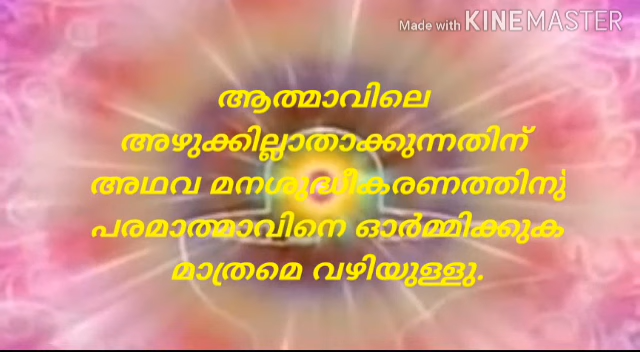 Made with KINEMASTER
ആത്മാവിലെ
അഴുക്കില്ലാതാക്കുന്നതിന്
അഥവ മനശുദ്ധീകരണത്തിനു്
പരമാത്മാവിനെ ഓർമ്മിക്കുക
മാത്രമെ വഴിയുള്ളു.